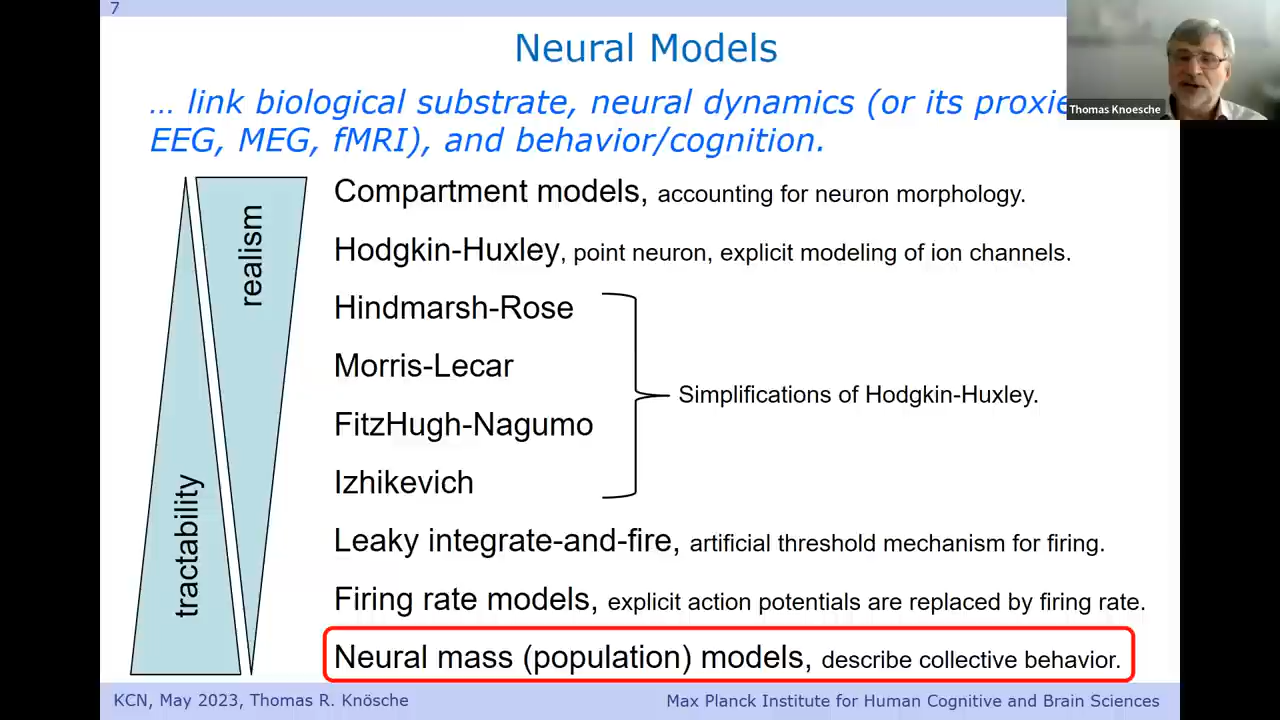 7
Neural Models
… link biological substrate, neural dynamics (or its proxie
EEG, MEG, fMRI), and behavior/cognition.
Thomas Knoesche
realism
tractability
Compartment models, accounting for neuron morphology.
Hodgkin-Huxley, point neuron, explicit modeling of ion channels.
Hindmarsh-Rose
Morris-Lecar
Simplifications of Hodgkin-Huxley.
FitzHugh-Nagumo
Izhikevich
Leaky integrate-and-fire, artificial threshold mechanism for firing.
Firing rate models, explicit action potentials are replaced by firing rate.
Neural mass (population) models, describe collective behavior.
KCN, May 2023, Thomas R. Knösche
Max Planck Institute for Human Cognitive and Brain Sciences